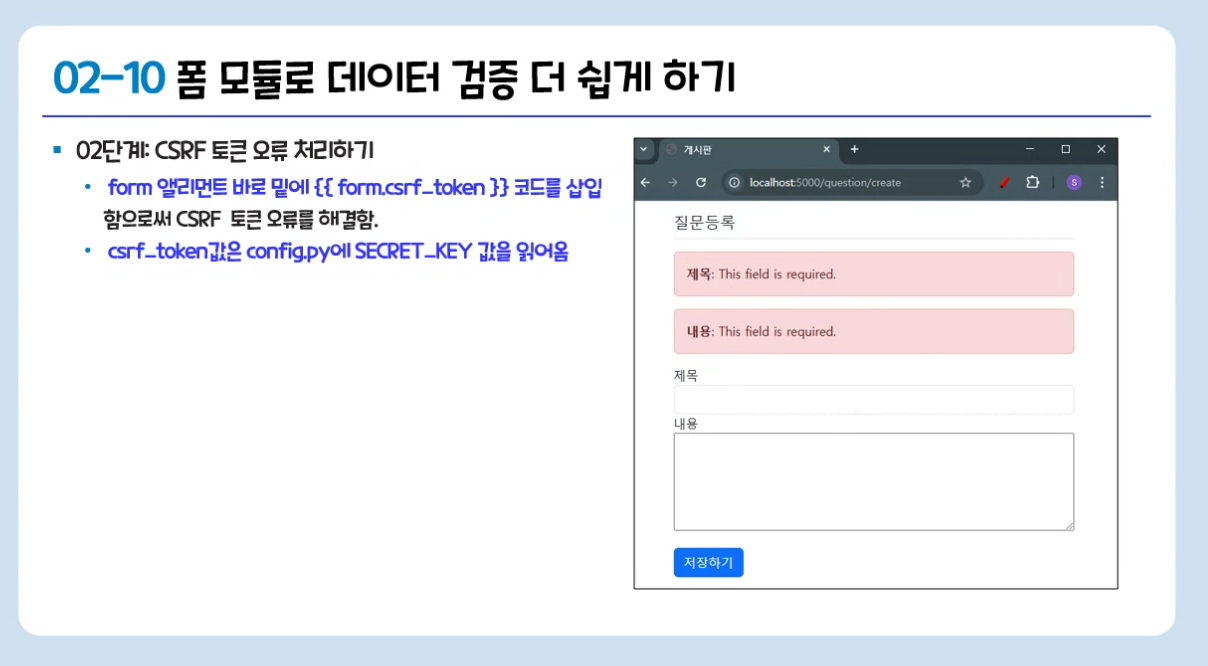 02-10 폼 모듈로 데이터 검증 더 쉽게 하기
02단계: CSRF 토큰 오류 처리하기
form 앨리먼트 바로 밑에 {{ form.csrf_token }} 코드를 삽입
함으로써 CSRF 토큰 오류를 해결함.
csrf_token값은 config.py에 SECRET_KEY 값을 읽어옴
게시판
localhost:5000/question/create
S
질문등록
제목: This field is required.
내용: This field is required.
제목
내용
저장하기